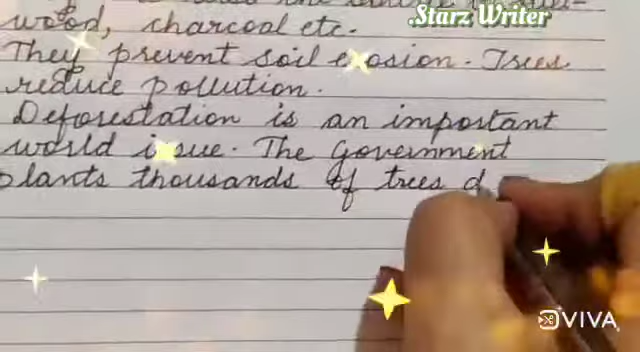 .Starz Writer
wood, charcoal etc.
They prevent soil erosion. Trees
reduce pollution.
Deforestation is an important
world issue. The Government
plants thousands of trees d
VIVA